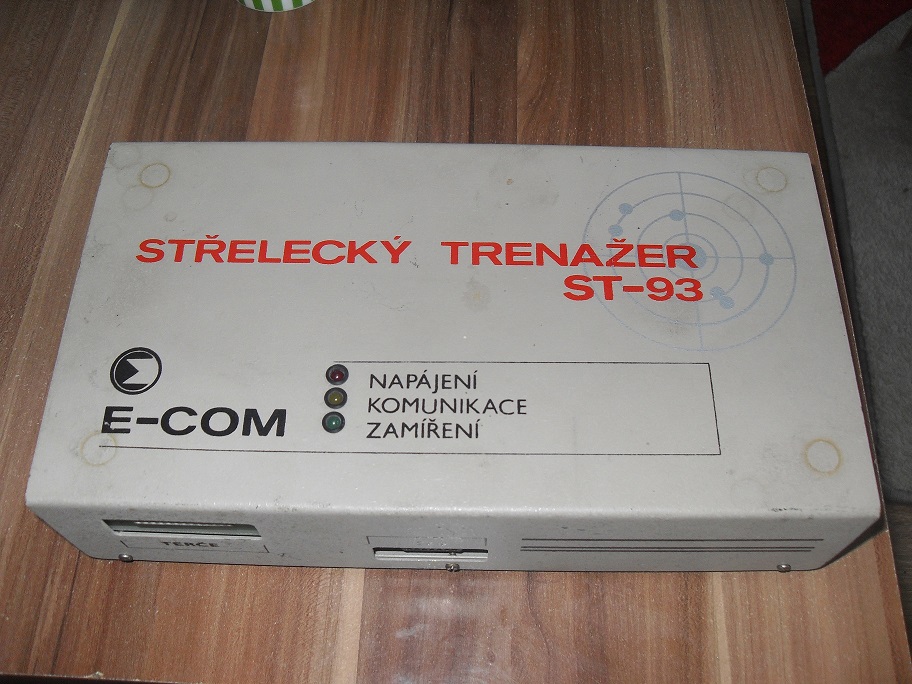 STŘELECKÝ TRENAŽER
ST-93
E-COM
NAPÁJENÍ
KOMUNIKACE
ZAMÍŘENÍ
TERČE